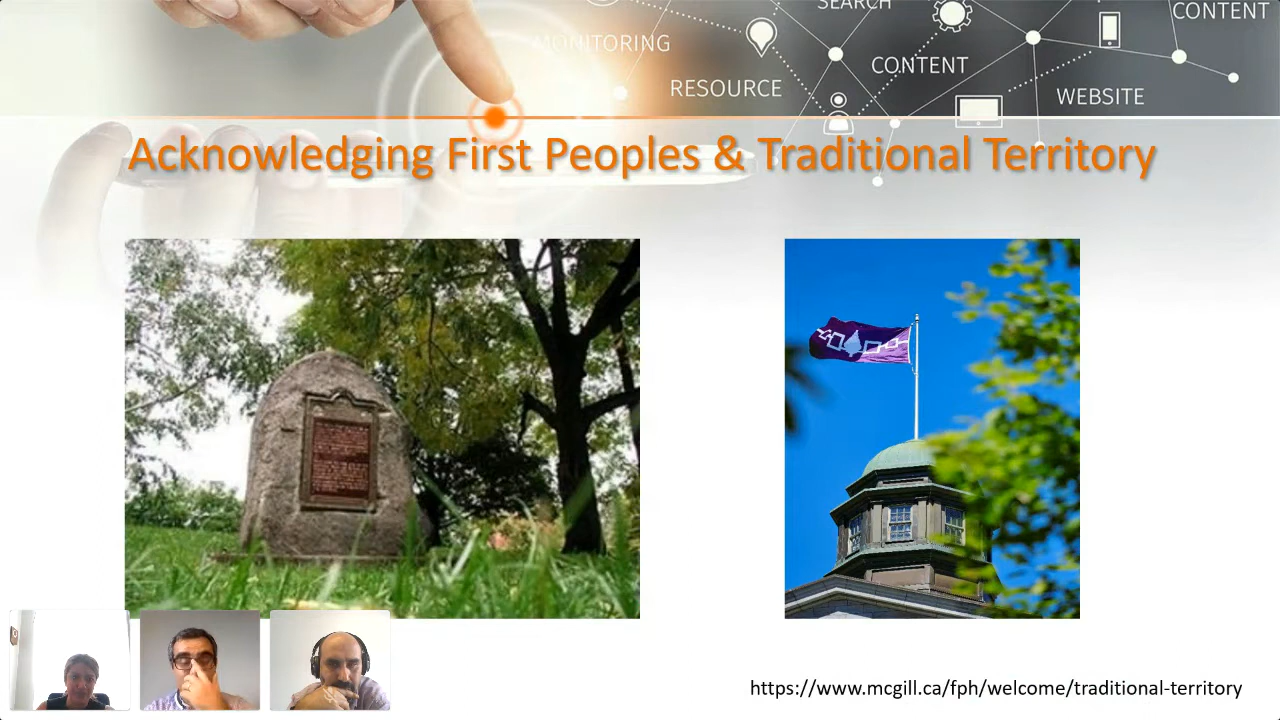 SEARCH
CONTENT
MONITORING
CONTENT
RESOURCE
WEBSITE
Acknowledging First Peoples & Traditional Territory
https://www.mcgill.ca/fph/welcome/traditional-territory